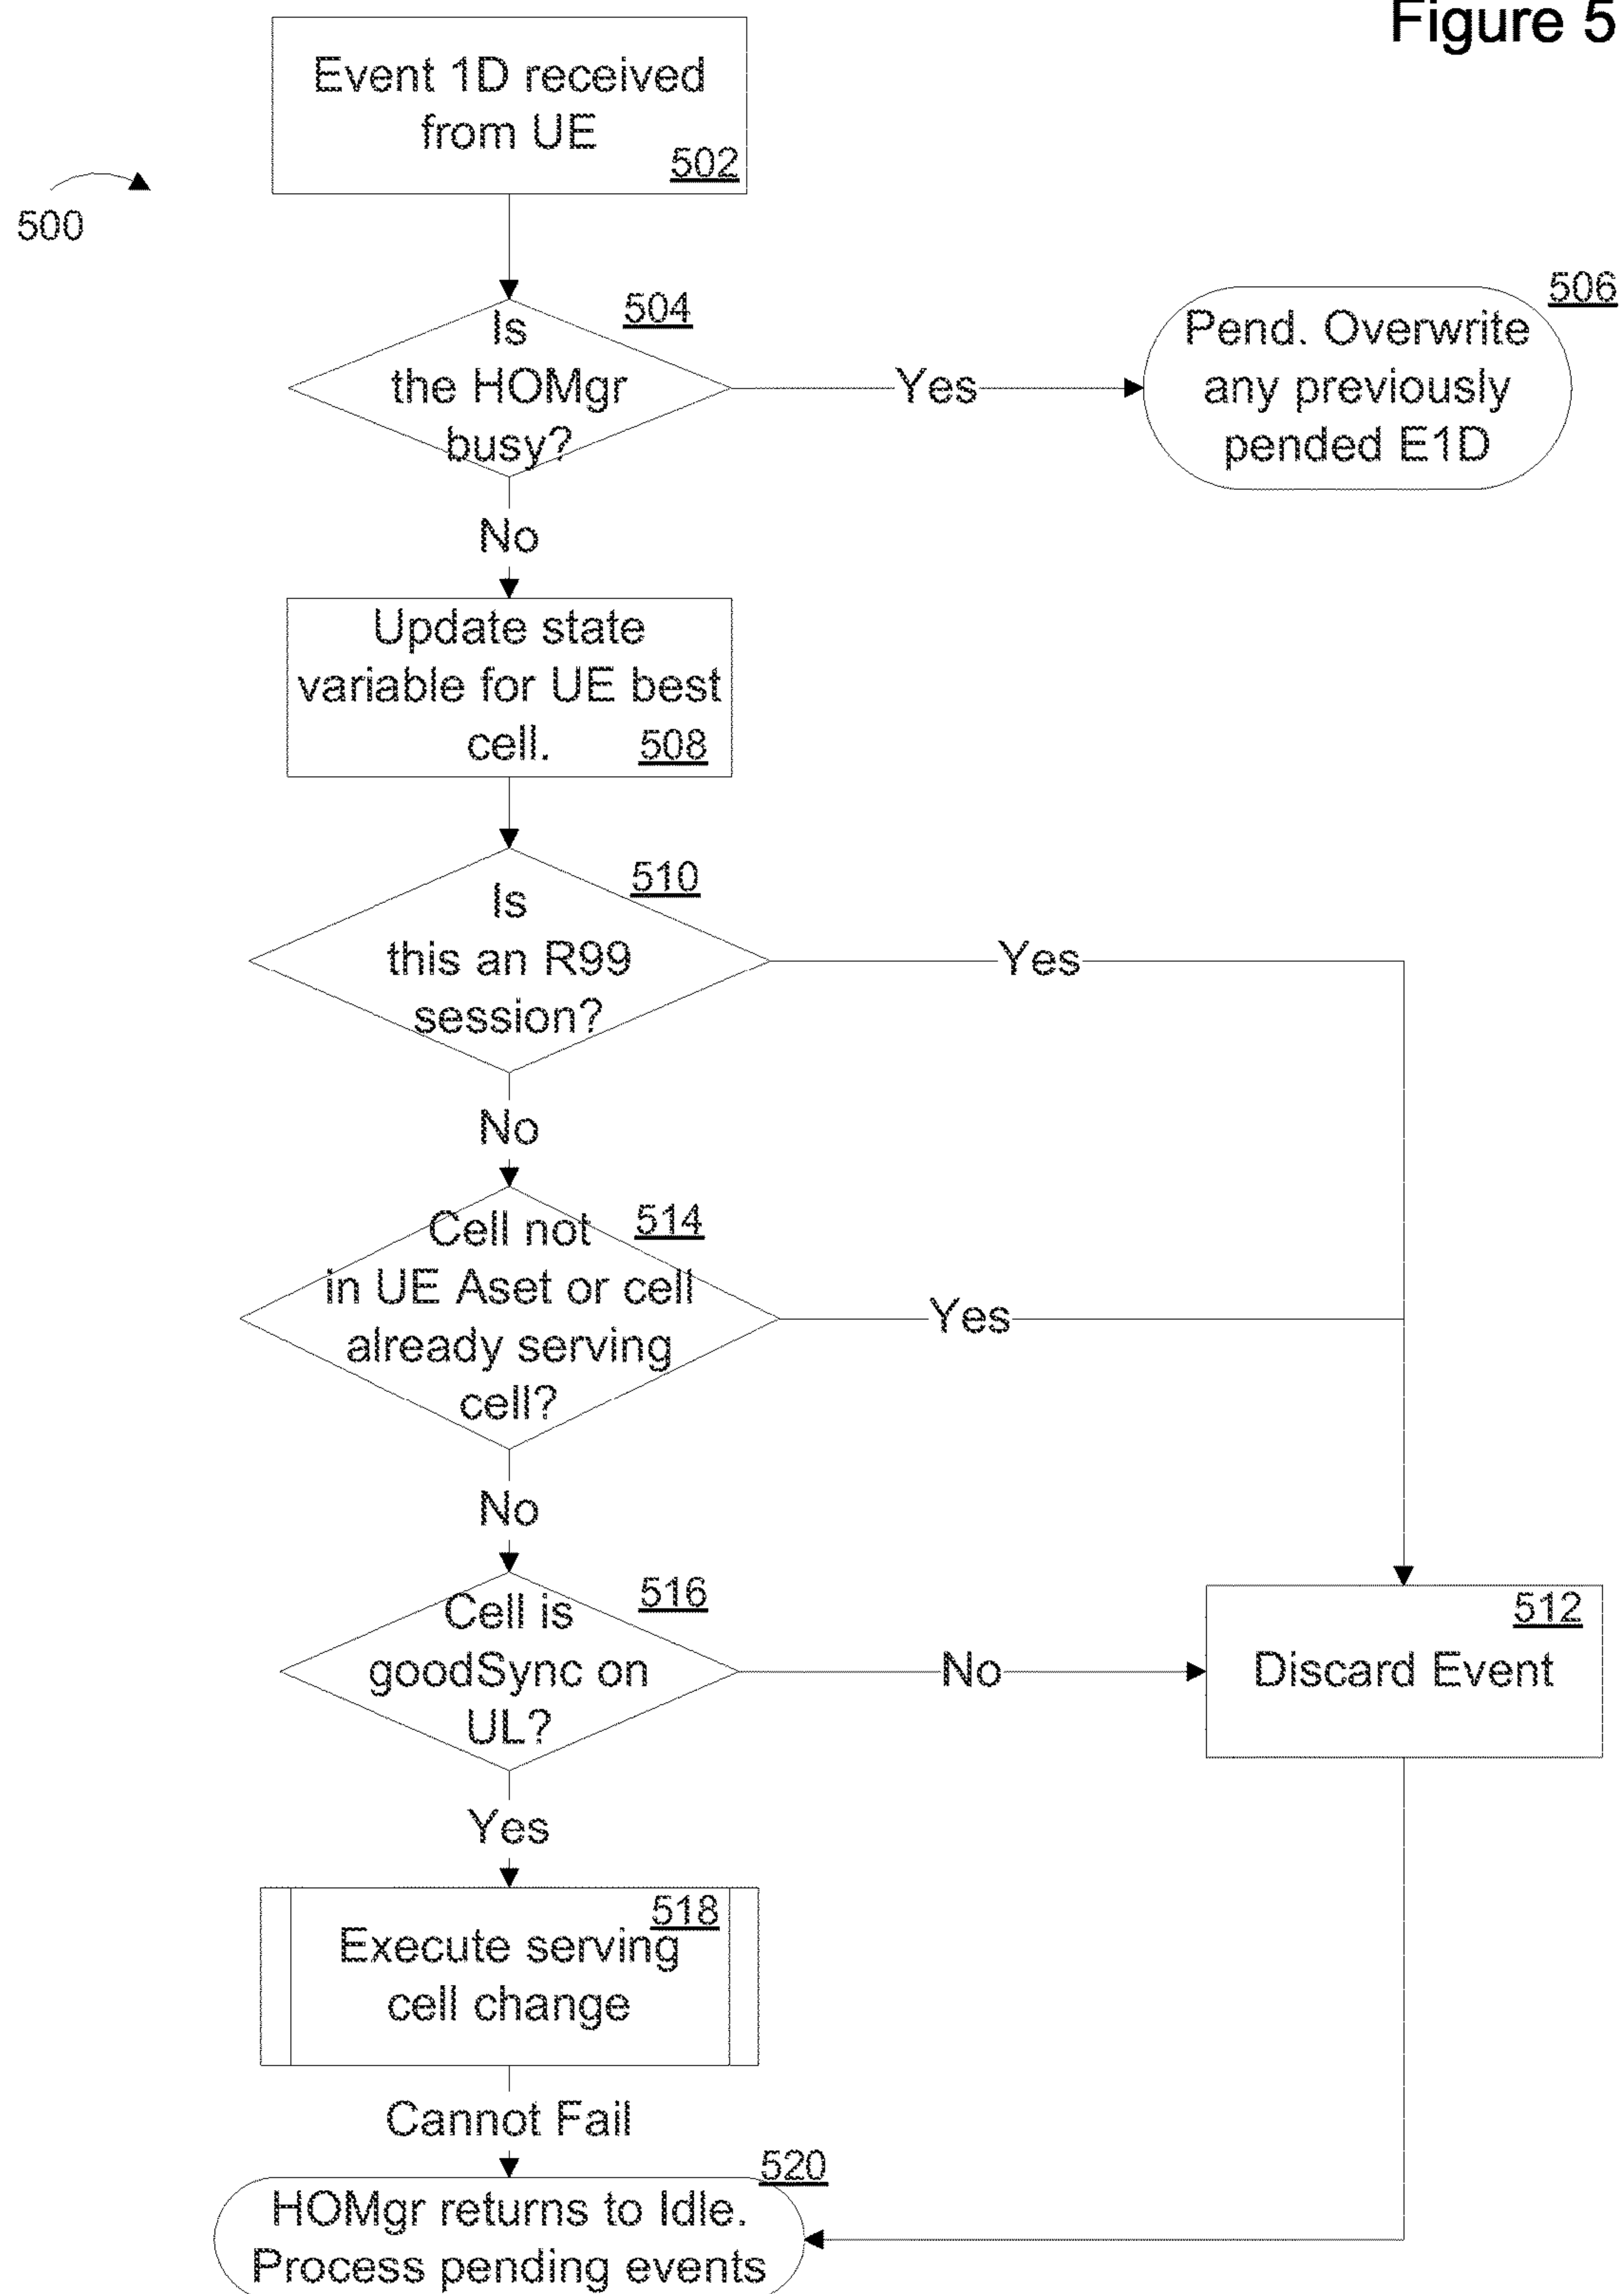 Figure 5
Event 1D received
from UE
502
500
504
Is
the HOMgr
busy?
Yes
506
Pend. Overwrite
any previously
pended E1D
No
Update state
variable for UE best
cell.
508
510
Is
this an R99
session?
Yes
No
514
Cell not
in UE Aset or cell
already serving
cell?
Yes
No
516
Cell is
goodSync on
UL?
No
512
Discard Event
Yes
518
Execute serving
cell change
Cannot Fail
520
HOMgr returns to Idle.
Process pending events